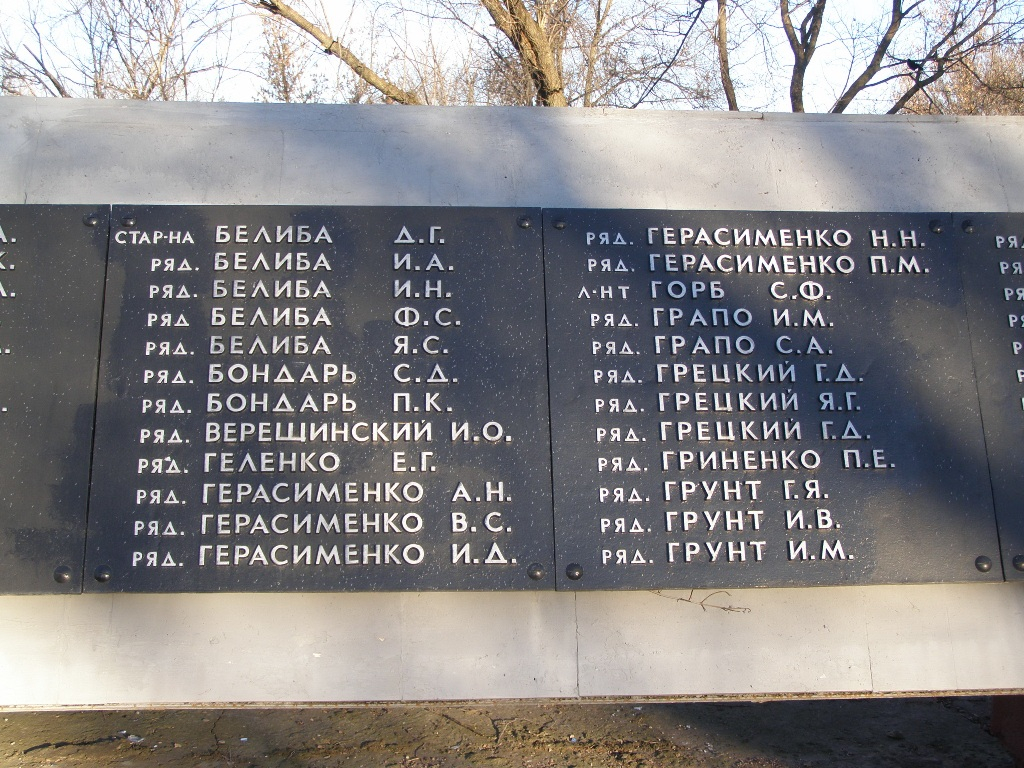 СТАР-НА БЕЛИБА Д.Г.
РЯД. БЕЛИБА И.А.
РЯД. БЕЛИБА И.Н.
РЯД БЕЛИБА Ф.С.
РЯД. БЕЛИБА Я.С.
РЯД. БОНДАРЬ С.Д.
РЯД. БОНДАРЬ П.К.
РЯД. ВЕРЕЩИНСКИЙ И.О.
РЯД. ГЕЛЕНКО Е.Г.
РЯД. ГЕРАСИМЕНКО А.Н.
РЯД. ГЕРАСИМЕНКО В.С.
РЯД. ГЕРАСИМЕНКО И.Д.
РЯД. ГЕРАСИМЕНКО Н.Н.
РЯД. ГЕРАСИМЕНКО П.М.
Л-НТ ГОРБ С.Ф.
РЯД. ГРАПО И.М.
РЯД. ГРАПО С.А.
РЯД. ГРЕЦКИЙ Г.Д.
РЯД. ГРЕЦКИЙ Я.Г.
РЯД. ГРЕЦКИЙ Г.Д.
РЯД. ГРИНЕНКО П.Е.
РЯД. ГРУНТ Г.Я.
РЯД. ГРУНТ И.В.
РЯД. ГРУНТ И.М.
РЯД